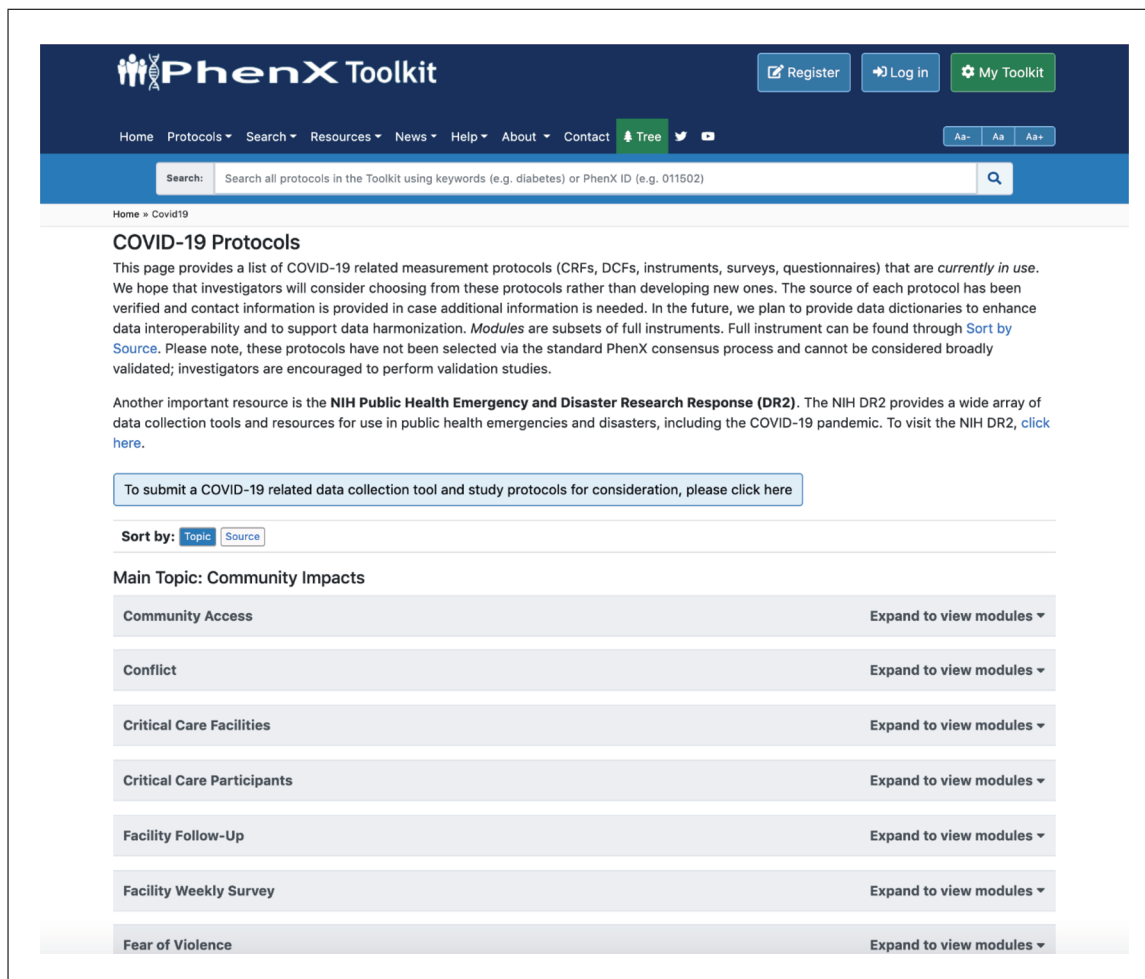 PhenX Toolkit
Register
Log in
My Toolkit
Home Protocols Search Resources News Help About Contact Tree
Aa- Aa Aa+
Search: Search all protocols in the Toolkit using keywords (e.g. diabetes) or PhenX ID (e.g. 011502)
Home » Covid19
COVID-19 Protocols
This page provides a list of COVID-19 related measurement protocols (CRFs, DCFs, instruments, surveys, questionnaires) that are currently in use.
We hope that investigators will consider choosing from these protocols rather than developing new ones. The source of each protocol has been
verified and contact information is provided in case additional information is needed. In the future, we plan to provide data dictionaries to enhance
data interoperability and to support data harmonization. Modules are subsets of full instruments. Full instrument can be found through Sort by
Source. Please note, these protocols have not been selected via the standard PhenX consensus process and cannot be considered broadly
validated; investigators are encouraged to perform validation studies.
Another important resource is the NIH Public Health Emergency and Disaster Research Response (DR2). The NIH DR2 provides a wide array of
data collection tools and resources for use in public health emergencies and disasters, including the COVID-19 pandemic. To visit the NIH DR2, click
here.
To submit a COVID-19 related data collection tool and study protocols for consideration, please click here
Sort by: Topic Source
Main Topic: Community Impacts
Community Access Expand to view modules
Conflict Expand to view modules
Critical Care Facilities Expand to view modules
Critical Care Participants Expand to view modules
Facility Follow-Up Expand to view modules
Facility Weekly Survey Expand to view modules
Fear of Violence Expand to view modules